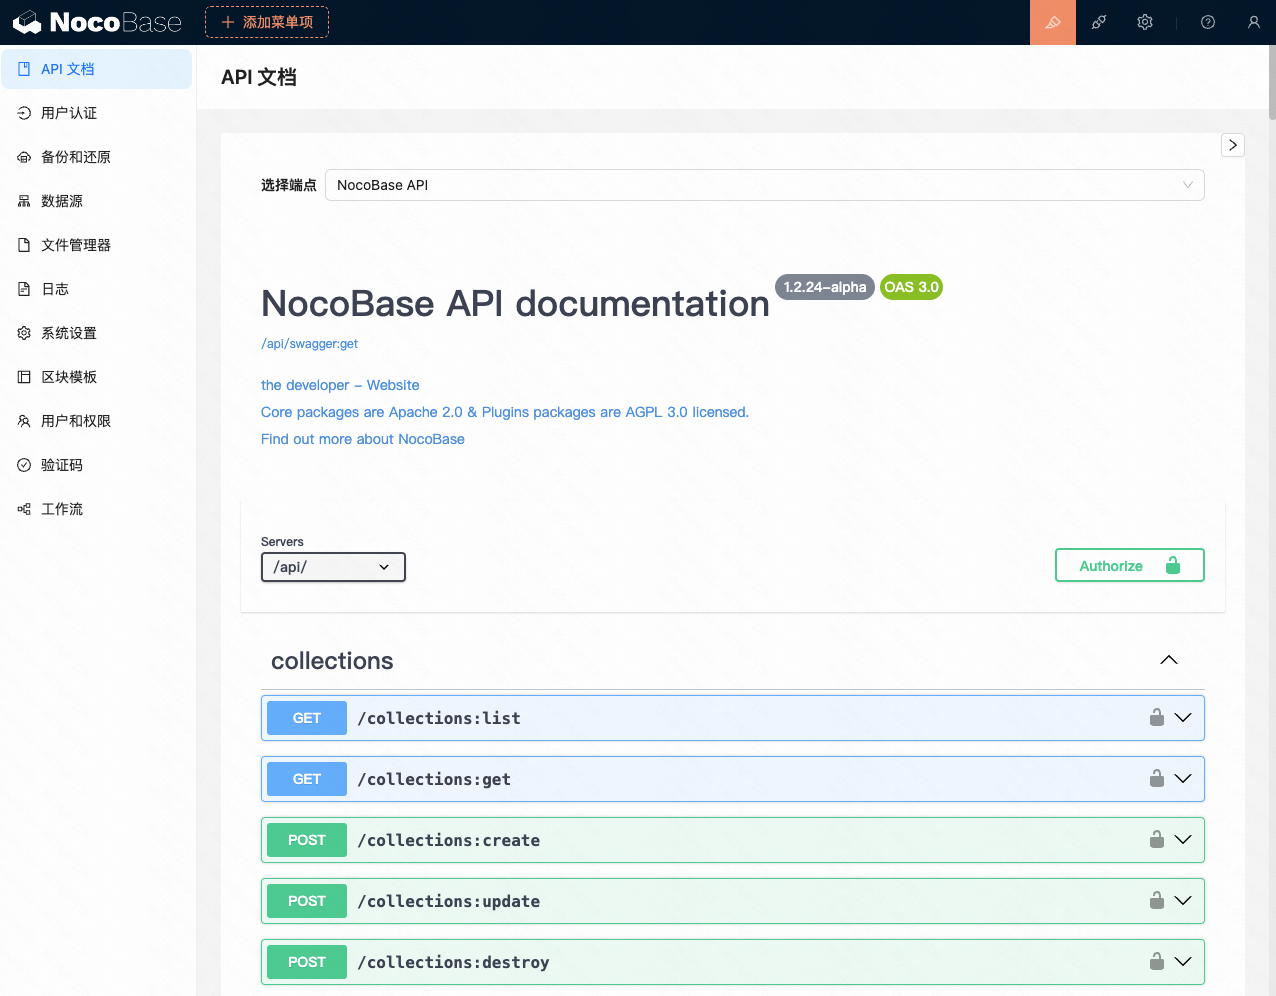 NocoBase
添加菜单项
API 文档
用户认证
备份和还原
数据源
文件管理器
日志
系统设置
区块模板
用户和权限
验证码
工作流
API 文档
选择端点 NocoBase API
NocoBase API documentation 1.2.24-alpha OAS 3.0
/api/swagger:get
the developer - Website
Core packages are Apache 2.0 & Plugins packages are AGPL 3.0 licensed.
Find out more about NocoBase
Servers
/api/
Authorize
collections
GET /collections:list
GET /collections:get
POST /collections:create
POST /collections:update
POST /collections:destroy